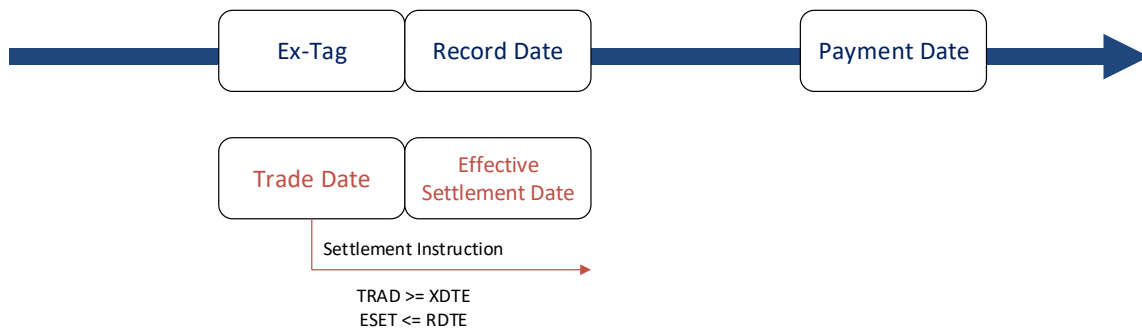 Ex-Tag
Record Date
Payment Date
Trade Date
Effective
Settlement Date
Settlement Instruction
TRAD >= XDTE
ESET <= RDTE